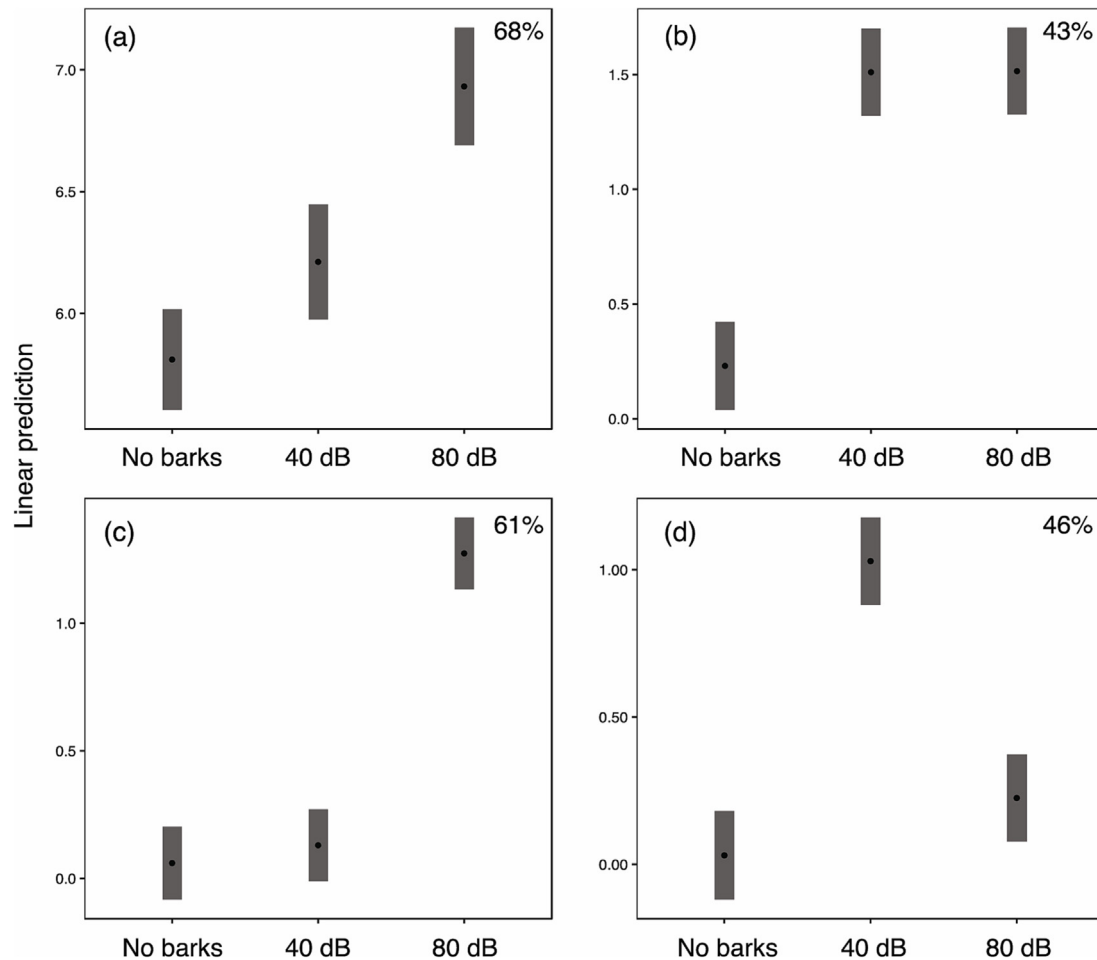 (a) 68%
7.0
6.5
6.0
No barks 40 dB 80 dB
(b) 43%
1.5
1.0
0.5
0.0
No barks 40 dB 80 dB
Linear prediction
(c) 61%
1.0
0.5
0.0
No barks 40 dB 80 dB
(d) 46%
1.00
0.50
0.00
No barks 40 dB 80 dB